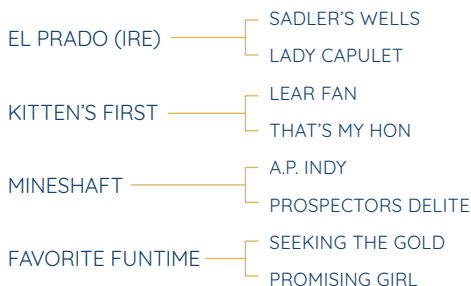 SADLER'S WELLS
EL PRADO (IRE)
LADY CAPULET
LEAR FAN
KITTEN'S FIRST
THAT'S MY HON
A.P. INDY
MINESHAFT
PROSPECTORS DELITE
SEEKING THE GOLD
FAVORITE FUNTIME
PROMISING GIRL